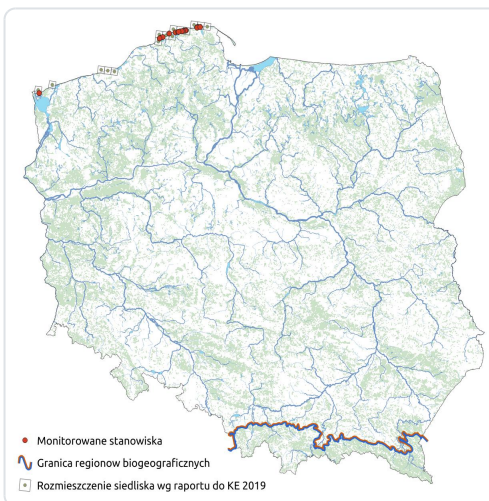 Monitorowane stanowiska
Granica regionow biogeograficznych
Rozmieszczenie siedliska wg raportu do KE 2019